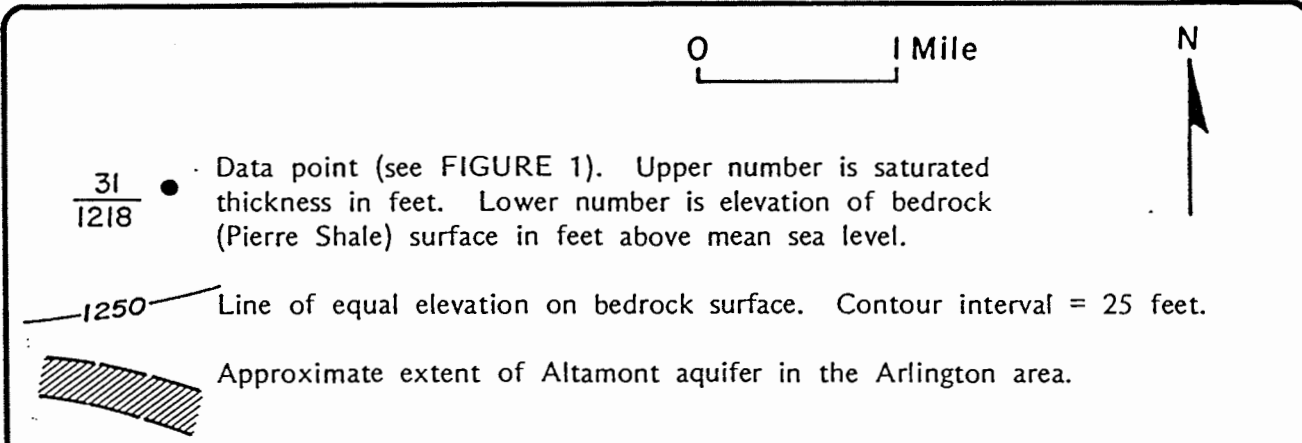 0 1 Mile N
31
1218
Data point (see FIGURE 1). Upper number is saturated
thickness in feet. Lower number is elevation of bedrock
(Pierre Shale) surface in feet above mean sea level.
1250 Line of equal elevation on bedrock surface. Contour interval = 25 feet.
Approximate extent of Altamont aquifer in the Arlington area.